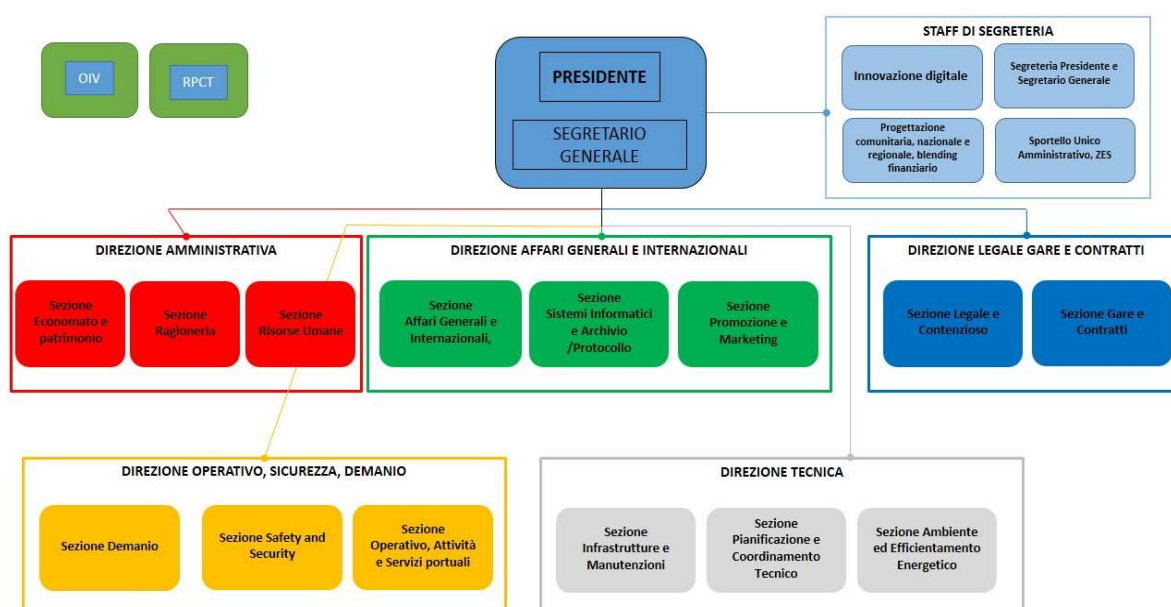 OIV
RPCT
PRESIDENTE
SEGRETARIO
GENERALE
STAFF DI SEGRETERIA
Innovazione digitale
Segreteria Presidente e
Segretario Generale
Progettazione
comunitaria, nazionale e
regionale, blending
finanziario
Sportello Unico
Amministrativo, ZES
DIREZIONE AMMINISTRATIVA
Sezione
Economato e
patrimonio
Sezione
Ragioneria
Sezione
Risorse Umane
DIREZIONE AFFARI GENERALI E INTERNAZIONALI
Sezione
Affari Generali e
Internazionali,
Sezione
Sistemi Informatici
e Archivio
/Protocollo
Sezione
Promozione e
Marketing
DIREZIONE LEGALE GARE E CONTRATTI
Sezione Legale e
Contenzioso
Sezione Gare e
Contratti
DIREZIONE OPERATIVO, SICUREZZA, DEMANIO
Sezione Demanio
Sezione Safety and
Security
Sezione
Operativo, Attività
e Servizi portuali
DIREZIONE TECNICA
Sezione
Infrastrutture e
Manutenzioni
Sezione
Pianificazione e
Coordinamento
Tecnico
Sezione Ambiente
ed Efficientamento
Energetico